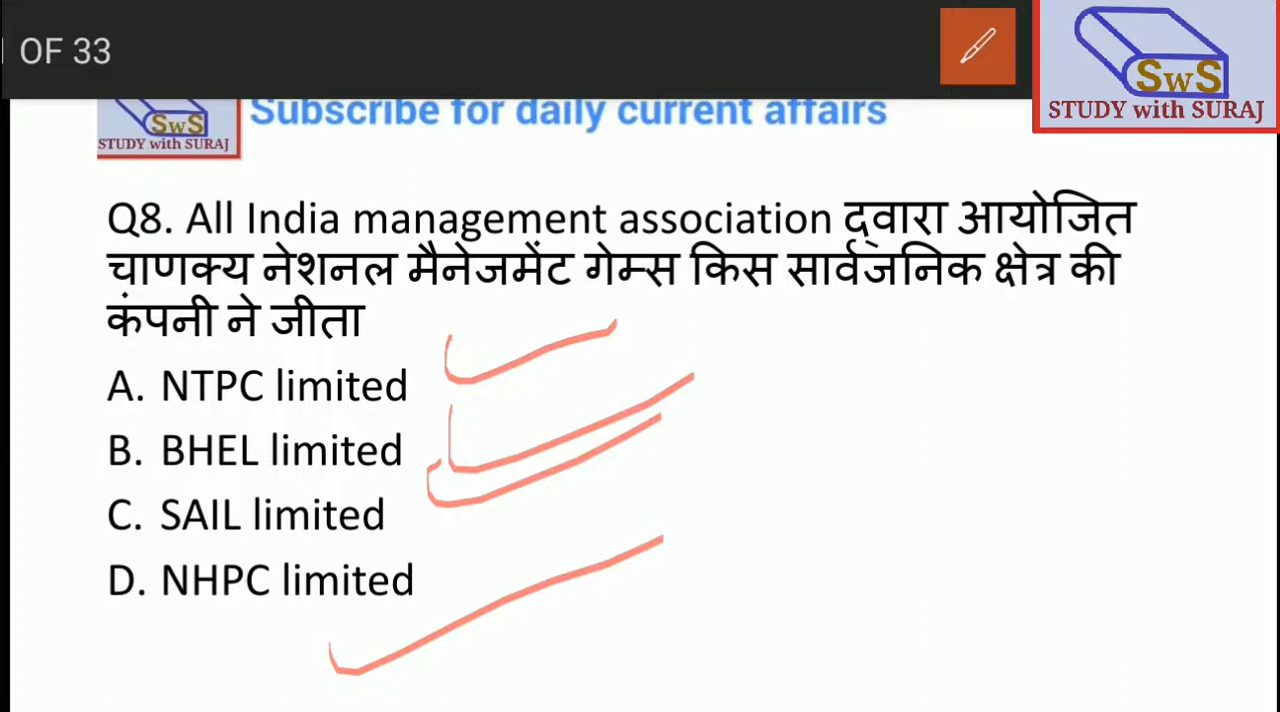 OF 33
SwS
STUDY with SURAJ
SwS
STUDY with SURAJ
Subscribe for daily current affairs
Q8. All India management association द्वारा आयोजित
चाणक्य नेशनल मैनेजमेंट गेम्स किस सार्वजनिक क्षेत्र की
कंपनी ने जीता
A. NTPC limited
B. BHEL limited
C. SAIL limited
D. NHPC limited